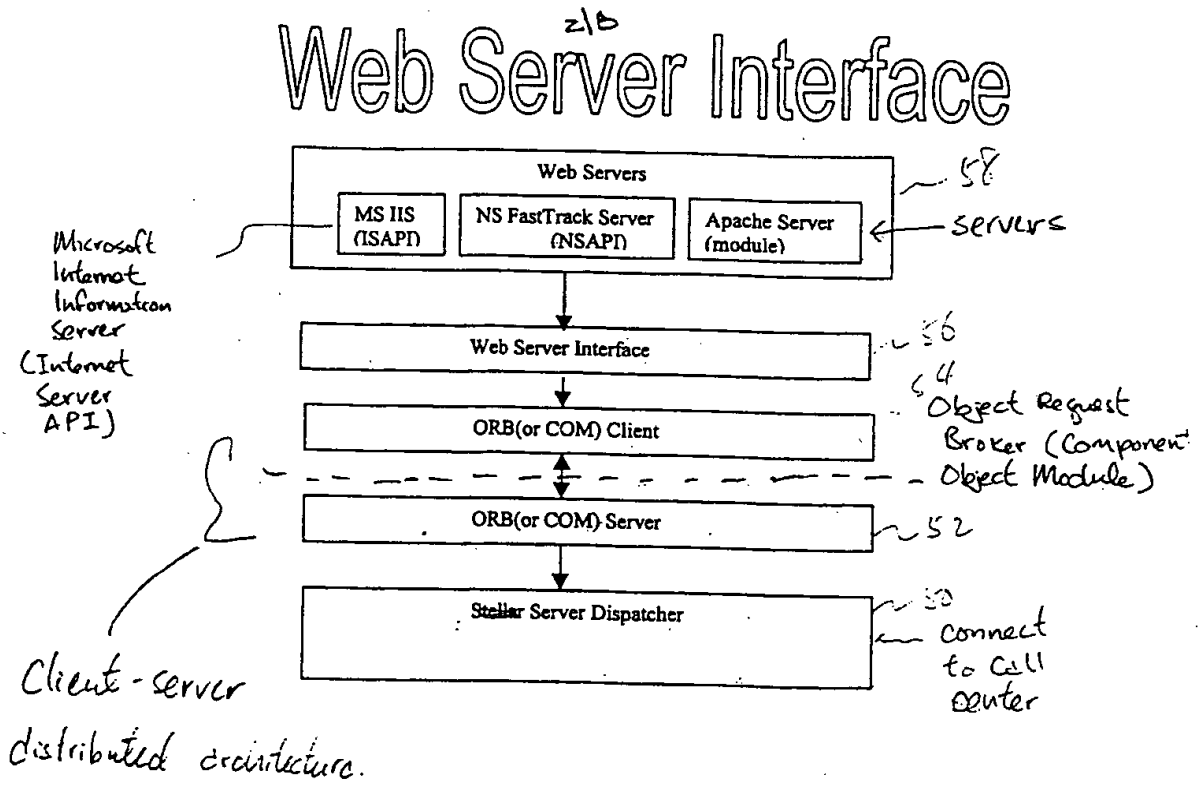 2/B
Web Server Interface
Web Servers
58
MS IIS
(ISAPI)
NS FastTrack Server
(NSAPI)
Apache Server
(module)
servers
Microsoft
Internet
Information
Server
(Internet
Server
API)
Web Server Interface
56
54
ORB(or COM) Client
Object Request
Broker (Component
Object Module)
ORB(or COM) Server
52
Stellar Server Dispatcher
50
connect
to call
center
Client-server
distributed architecture.